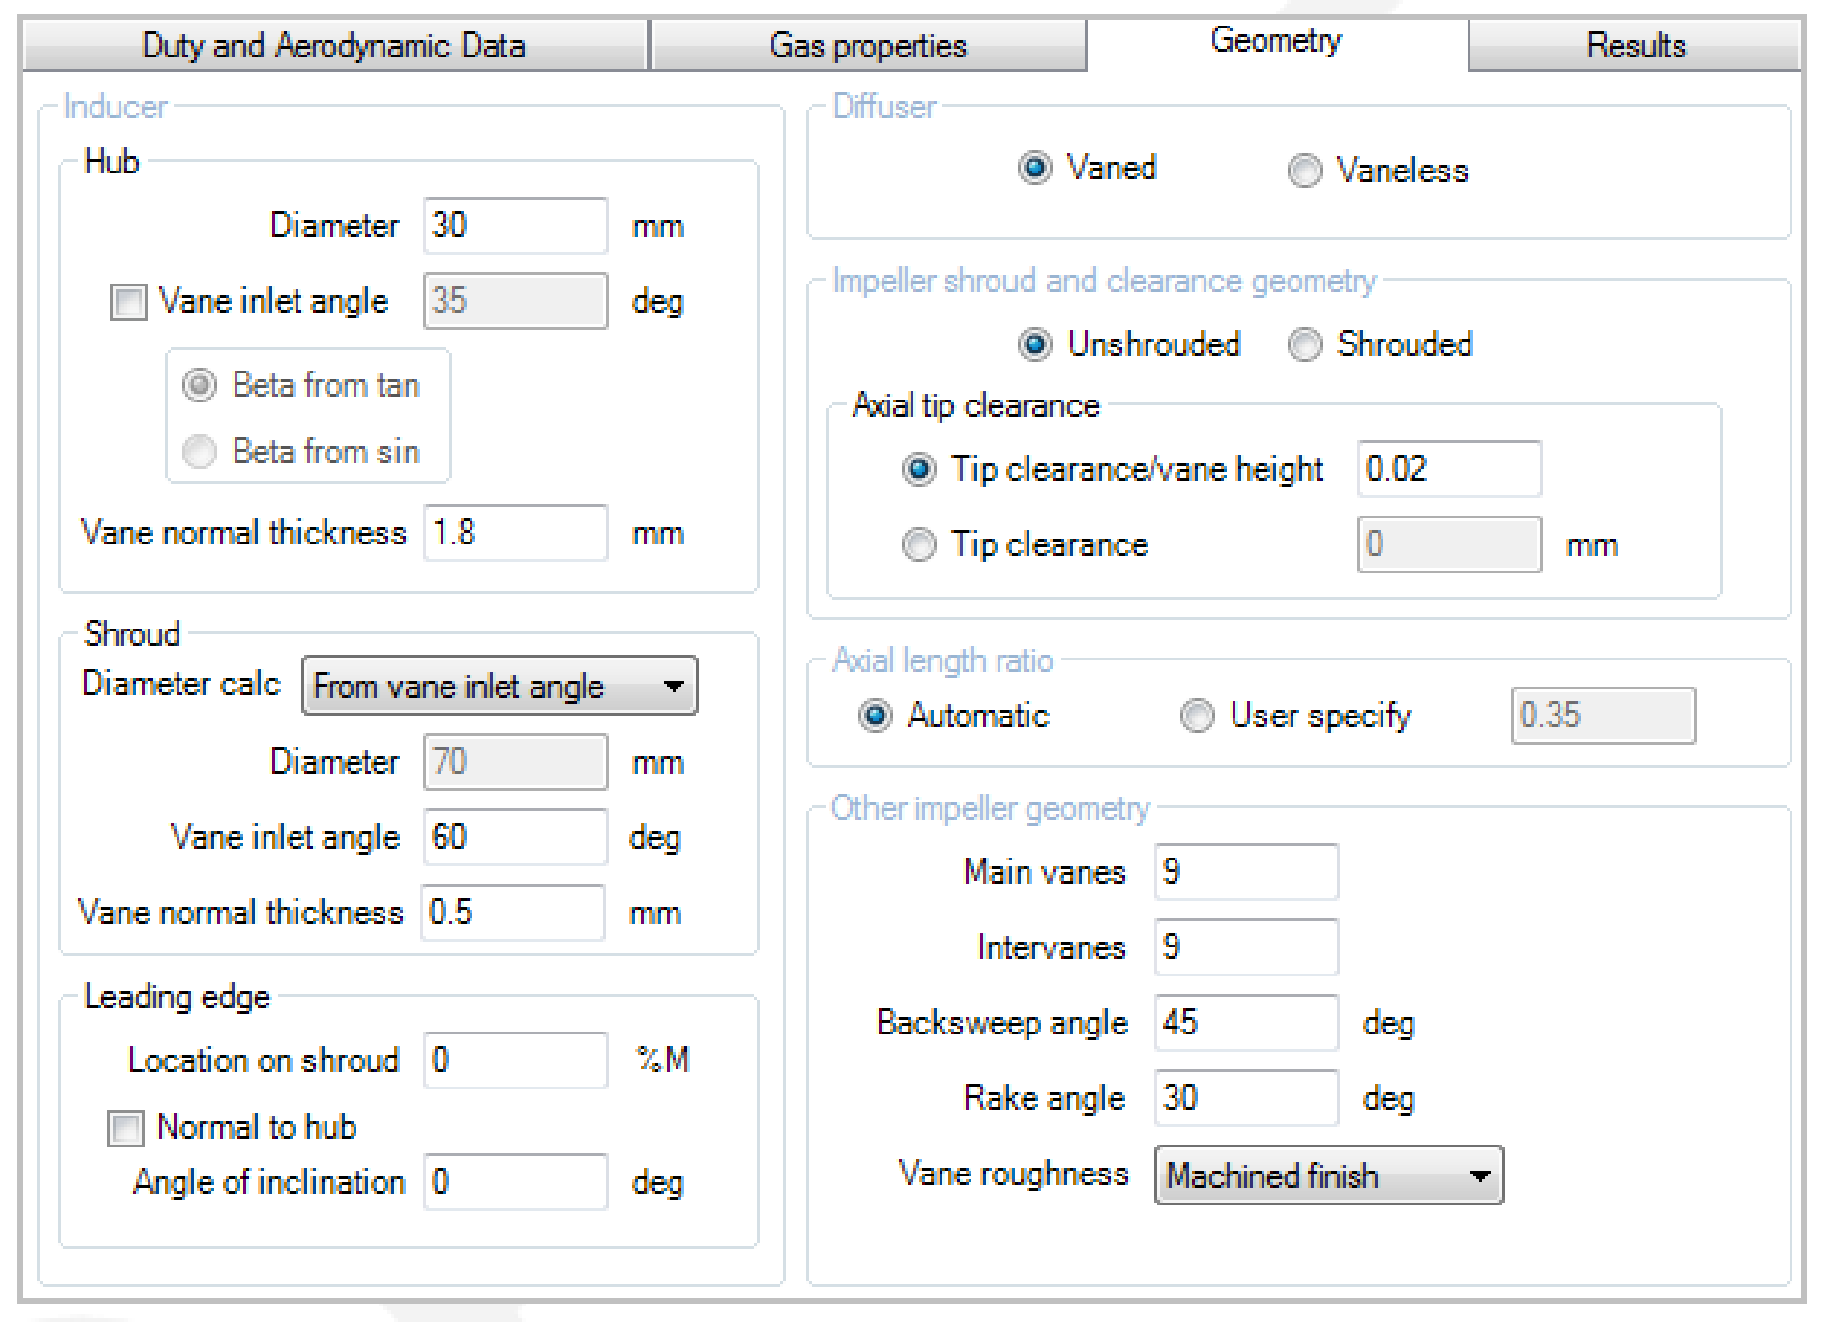 Duty and Aerodynamic Data
Gas properties
Geometry
Results
Inducer
Hub
Diameter 30 mm
Vane inlet angle 35 deg
Beta from tan
Beta from sin
Vane normal thickness 1.8 mm
Shroud
Diameter calc From vane inlet angle
Diameter 70 mm
Vane inlet angle 60 deg
Vane normal thickness 0.5 mm
Leading edge
Location on shroud 0 %M
Normal to hub
Angle of inclination 0 deg
Diffuser
Vaned Vaneless
Impeller shroud and clearance geometry
Unshrouded Shrouded
Axial tip clearance
Tip clearance/vane height 0.02
Tip clearance 0 mm
Axial length ratio
Automatic User specify 0.35
Other impeller geometry
Main vanes 9
Intervanes 9
Backsweep angle 45 deg
Rake angle 30 deg
Vane roughness Machined finish